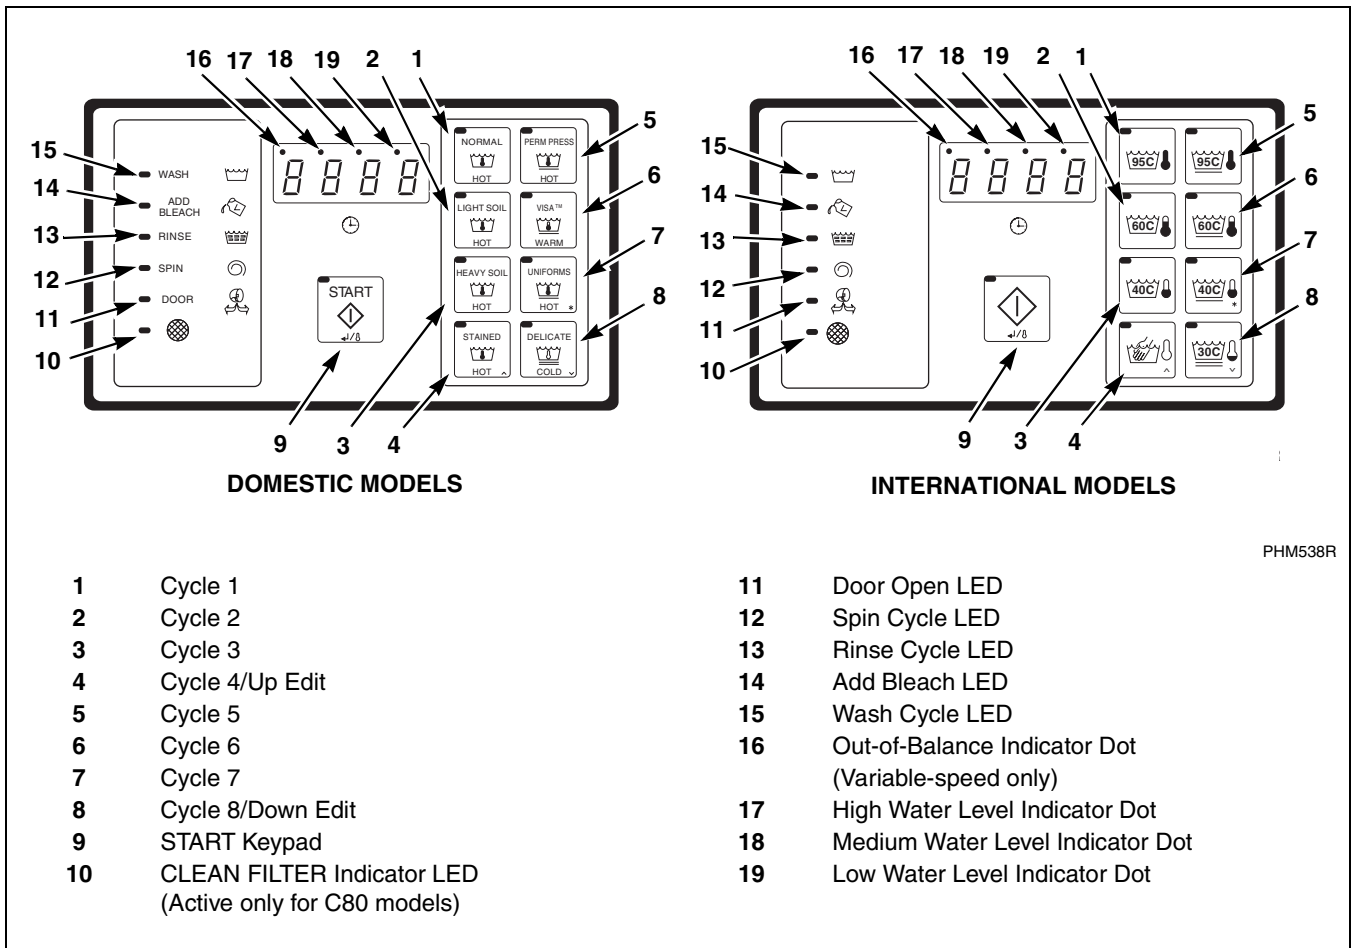 16 17 18 19 2 1
15 WASH
14 ADD BLEACH
13 RINSE
12 SPIN
11 DOOR
10
8 8 8 8
START
NORMAL
HOT
PERM PRESS
HOT
5
LIGHT SOIL
HOT
VISA™
WARM
6
HEAVY SOIL
HOT
UNIFORMS
HOT *
7
STAINED
HOT ^
DELICATE
COLD ˅
8
9 3 4
DOMESTIC MODELS
16 17 18 19 2 1
15
14
13
12
11
10
8 8 8 8
95C
95C
5
60C
60C
6
40C
40C
*
7
^
30C
˅
8
9 3 4
INTERNATIONAL MODELS
PHM538R
1 Cycle 1
2 Cycle 2
3 Cycle 3
4 Cycle 4/Up Edit
5 Cycle 5
6 Cycle 6
7 Cycle 7
8 Cycle 8/Down Edit
9 START Keypad
10 CLEAN FILTER Indicator LED
(Active only for C80 models)
11 Door Open LED
12 Spin Cycle LED
13 Rinse Cycle LED
14 Add Bleach LED
15 Wash Cycle LED
16 Out-of-Balance Indicator Dot
(Variable-speed only)
17 High Water Level Indicator Dot
18 Medium Water Level Indicator Dot
19 Low Water Level Indicator Dot